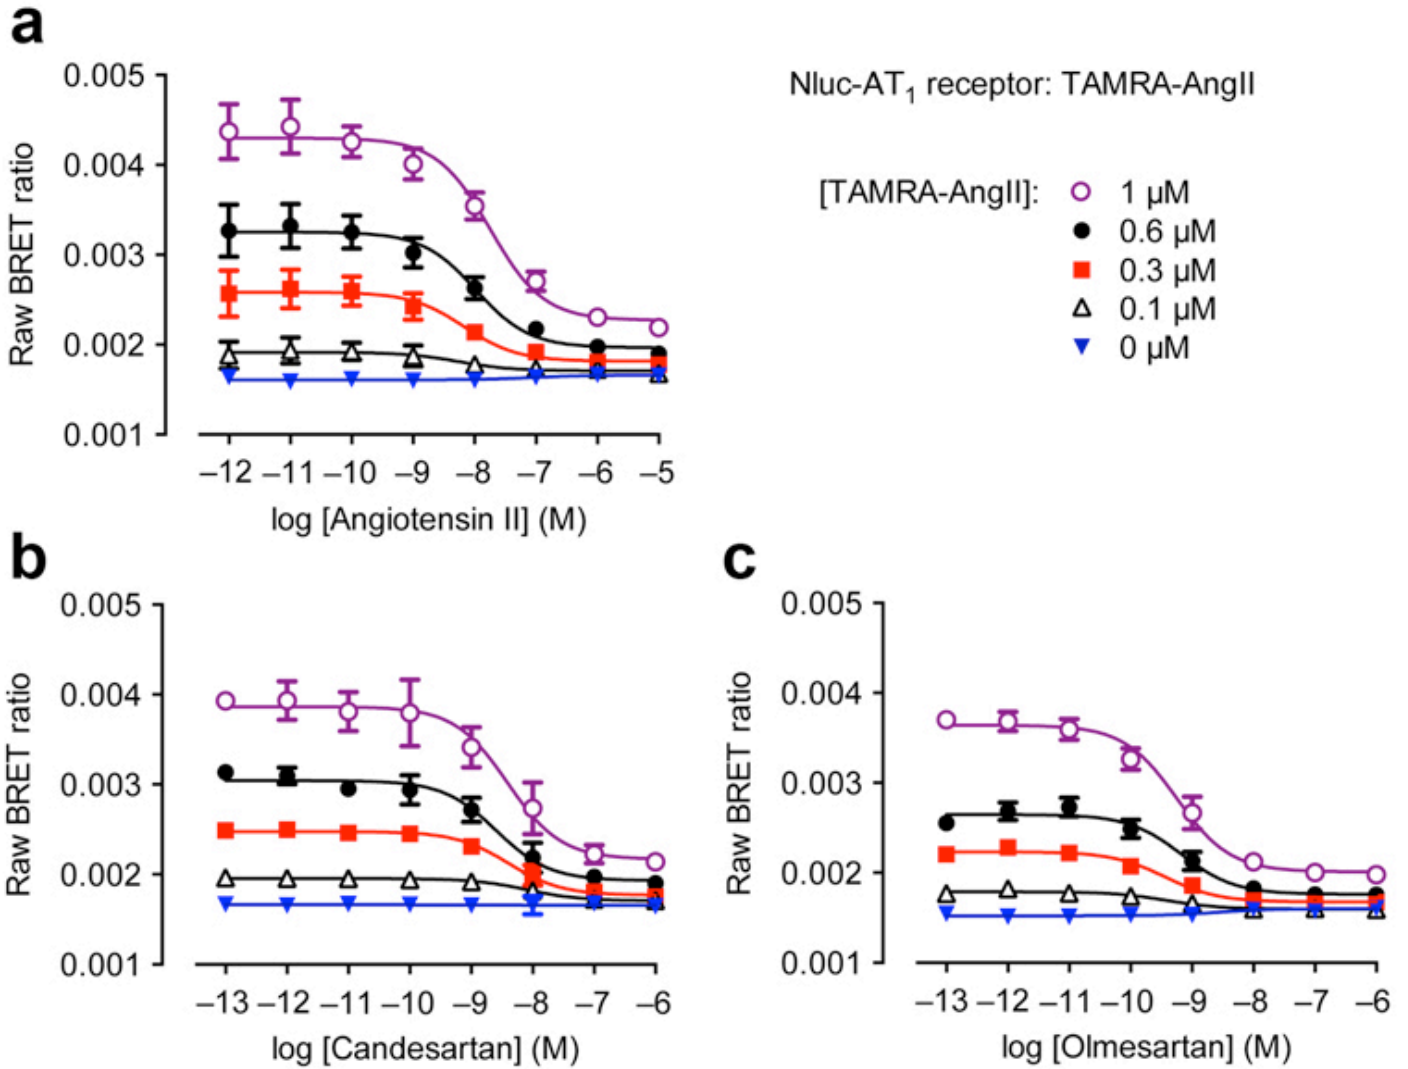 a
Nluc-AT₁ receptor: TAMRA-AngII
[TAMRA-AngII]:
1 µM
0.6 µM
0.3 µM
0.1 µM
0 µM
Raw BRET ratio
0.005
0.004
0.003
0.002
0.001
–12 –11 –10 –9 –8 –7 –6 –5
log [Angiotensin II] (M)
b
Raw BRET ratio
0.005
0.004
0.003
0.002
0.001
–13 –12 –11 –10 –9 –8 –7 –6
log [Candesartan] (M)
c
Raw BRET ratio
0.005
0.004
0.003
0.002
0.001
–13 –12 –11 –10 –9 –8 –7 –6
log [Olmesartan] (M)